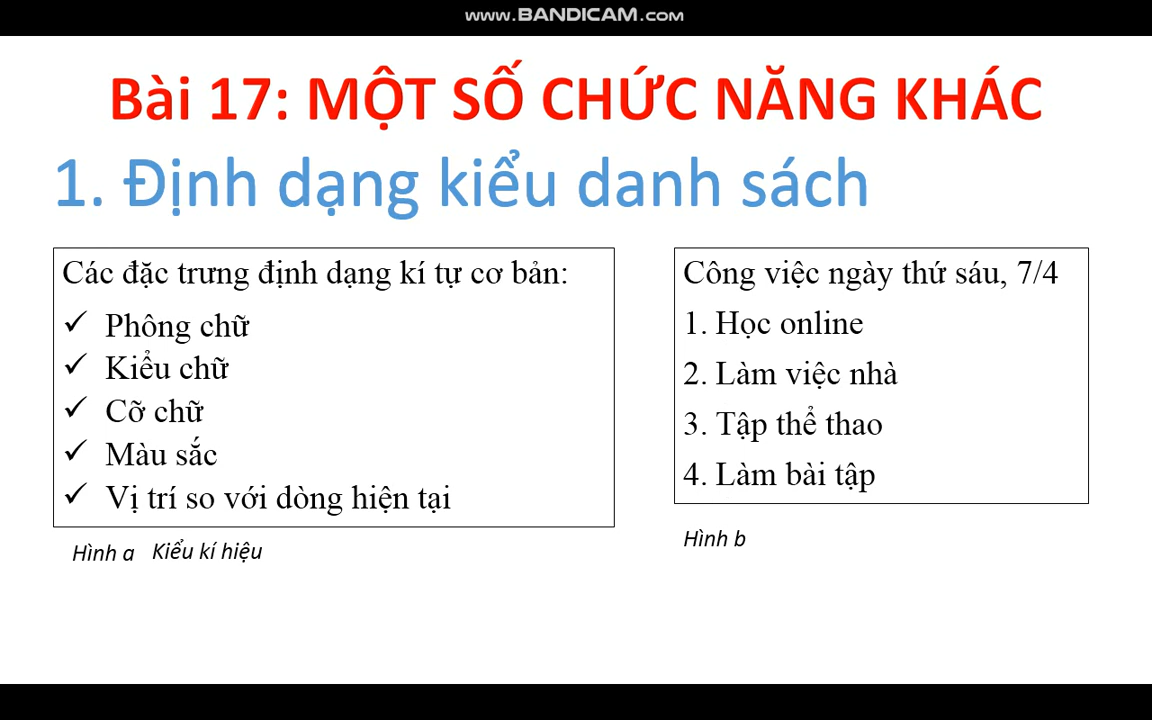 www.BANDICAM.com
Bài 17: MỘT SỐ CHỨC NĂNG KHÁC
1. Định dạng kiểu danh sách
Các đặc trưng định dạng kí tự cơ bản:
✓ Phông chữ
✓ Kiểu chữ
✓ Cỡ chữ
✓ Màu sắc
✓ Vị trí so với dòng hiện tại
Hình a Kiểu kí hiệu
Công việc ngày thứ sáu, 7/4
1. Học online
2. Làm việc nhà
3. Tập thể thao
4. Làm bài tập
Hình b